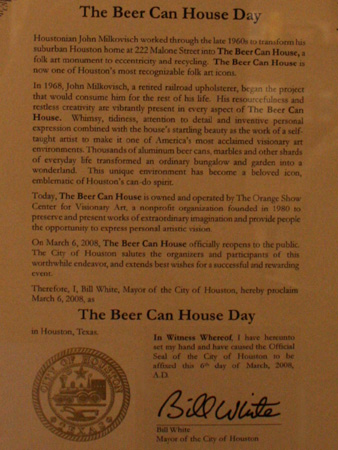 The Beer Can House Day
Houstonian John Milkovisch worked through the late 1960s to transform his
suburban Houston home at 222 Malone Street into The Beer Can House, a
folk art monument to eccentricity and recycling. The Beer Can House is
now one of Houston's most recognizable folk art icons.
In 1968, John Milkovisch, a retired railroad upholsterer, began the project
that would consume him for the rest of his life. His resourcefulness and
restless creativity are vibrantly present in every aspect of The Beer Can
House. Whimsy, tidiness, attention to detail and inventive personal
expression combined with the house's startling beauty as the work of a self-
taught artist to make it one of America's most acclaimed visionary art
environments. Thousands of aluminum beer cans, marbles and other shards
of everyday life transformed an ordinary bungalow and garden into a
wonderland. This unique environment has become a beloved icon,
emblematic of Houston's can-do spirit.
Today, The Beer Can House is owned and operated by The Orange Show
Center for Visionary Art, a nonprofit organization founded in 1980 to
preserve and present works of extraordinary imagination and provide people
the opportunity to express personal artistic vision.
On March 6, 2008, The Beer Can House officially reopens to the public.
The City of Houston salutes the organizers and participants of this
worthwhile endeavor, and extends best wishes for a successful and rewarding
event.
Therefore, I, Bill White, Mayor of the City of Houston, hereby proclaim
March 6, 2008, as
The Beer Can House Day
in Houston, Texas.
In Witness Whereof, I have hereunto
set my hand and have caused the Official
Seal of the City of Houston to be
affixed this 6th day of March, 2008,
A.D.
CITY OF HOUSTON
TEXAS
Bill White
Bill White
Mayor of the City of Houston